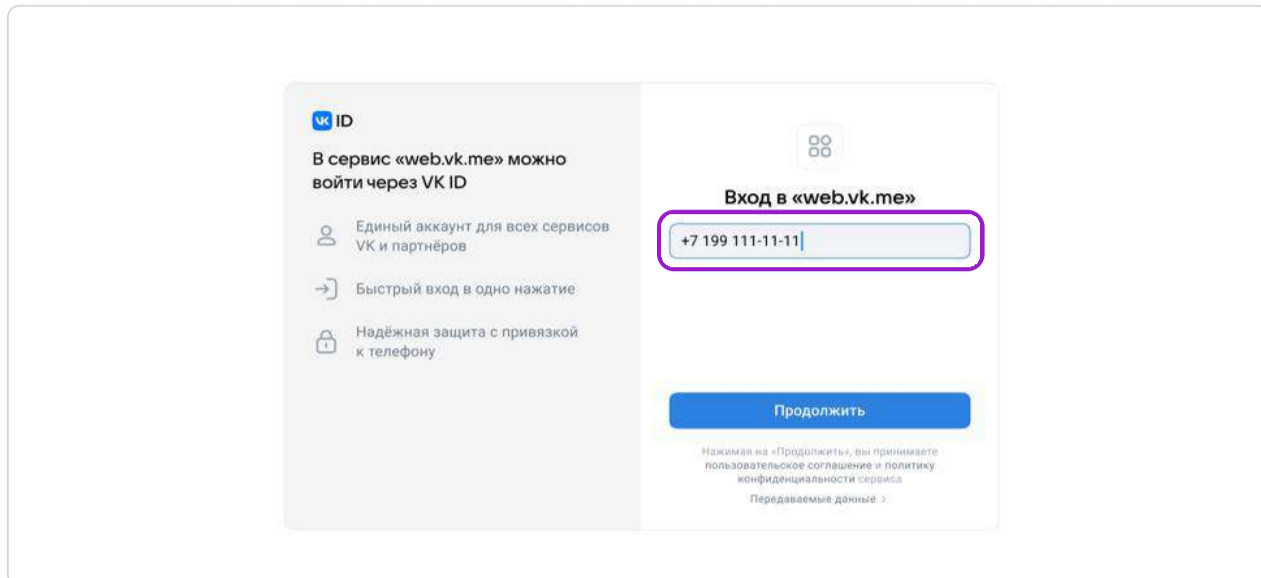 VK ID
В сервис «web.vk.me» можно
войти через VK ID
Единый аккаунт для всех сервисов
VK и партнёров
Быстрый вход в одно нажатие
Надёжная защита с привязкой
к телефону
Вход в «web.vk.me»
+7 199 111-11-11
Продолжить
Нажимая на «Продолжить», вы принимаете
пользовательское соглашение и политику
конфиденциальности сервиса
Передаваемые данные >